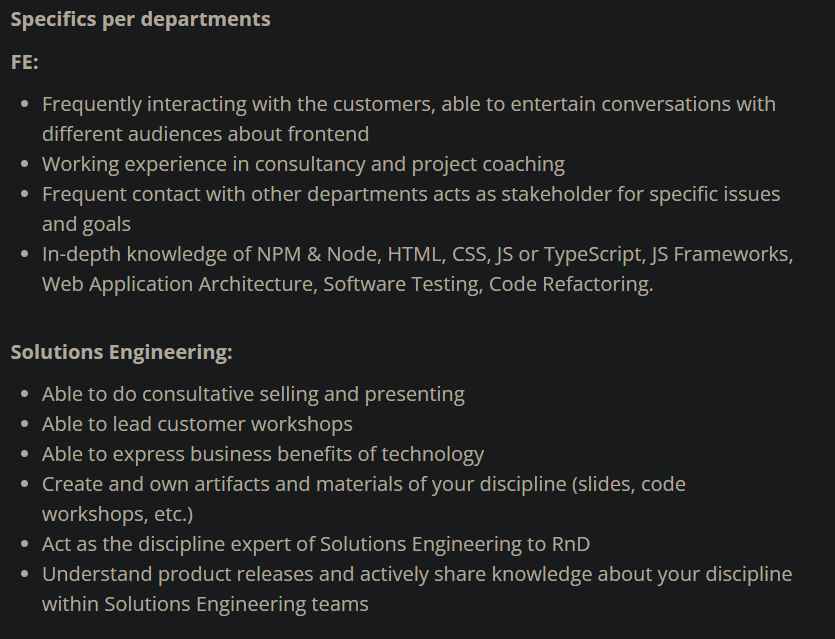 Specifics per departments
FE:
• Frequently interacting with the customers, able to entertain conversations with
different audiences about frontend
• Working experience in consultancy and project coaching
• Frequent contact with other departments acts as stakeholder for specific issues
and goals
• In-depth knowledge of NPM & Node, HTML, CSS, JS or TypeScript, JS Frameworks,
Web Application Architecture, Software Testing, Code Refactoring.
Solutions Engineering:
• Able to do consultative selling and presenting
• Able to lead customer workshops
• Able to express business benefits of technology
• Create and own artifacts and materials of your discipline (slides, code
workshops, etc.)
• Act as the discipline expert of Solutions Engineering to RnD
• Understand product releases and actively share knowledge about your discipline
within Solutions Engineering teams